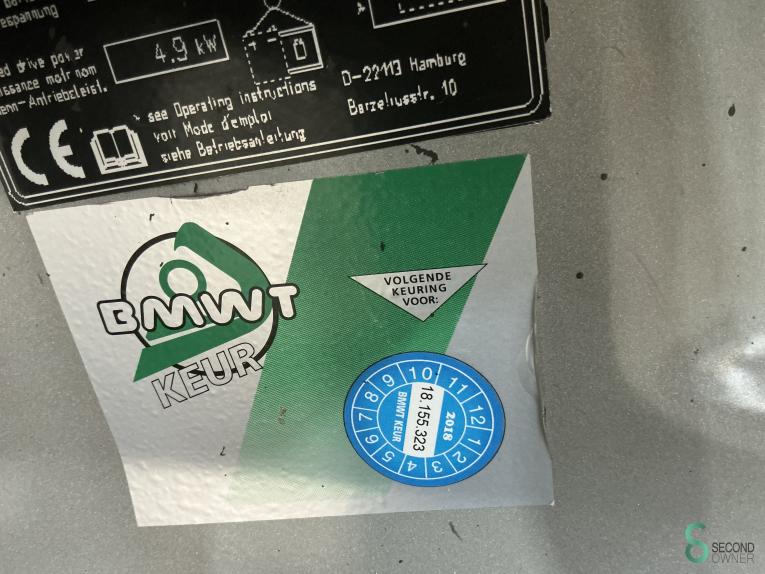 espannung
ed drive power
issance motr nom
enn-Antriebsleist.
4.9 kW
see Operating instructions
voir Mode d'emploi
siehe Betriebsanleitung
D-22113 Hamburg
Barzeliusstr. 10
CE
BMWT
KEUR
VOLGENDE
KEURING
VOOR:
10 11 12 1 2 3 4 5 6 7 8 9
2018
18.155.323
BMWT KEUR
SECOND
OWNER